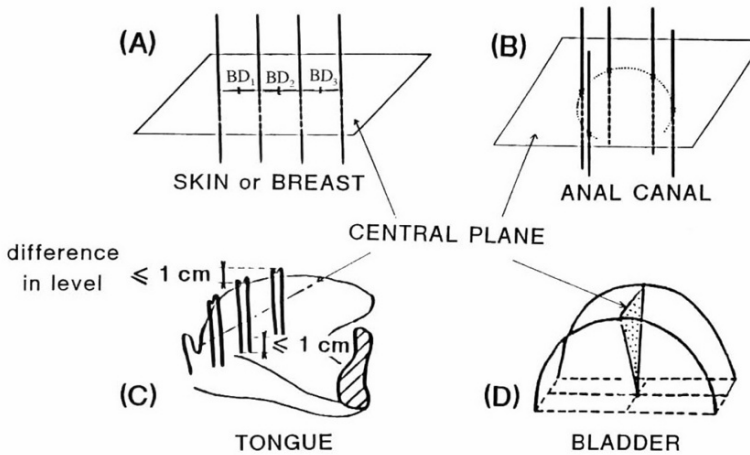 (A)
BD₁ BD₂ BD₃
SKIN or BREAST
(B)
ANAL CANAL
CENTRAL PLANE
difference
in level
≤ 1 cm
≤ 1 cm
(C)
TONGUE
(D)
BLADDER